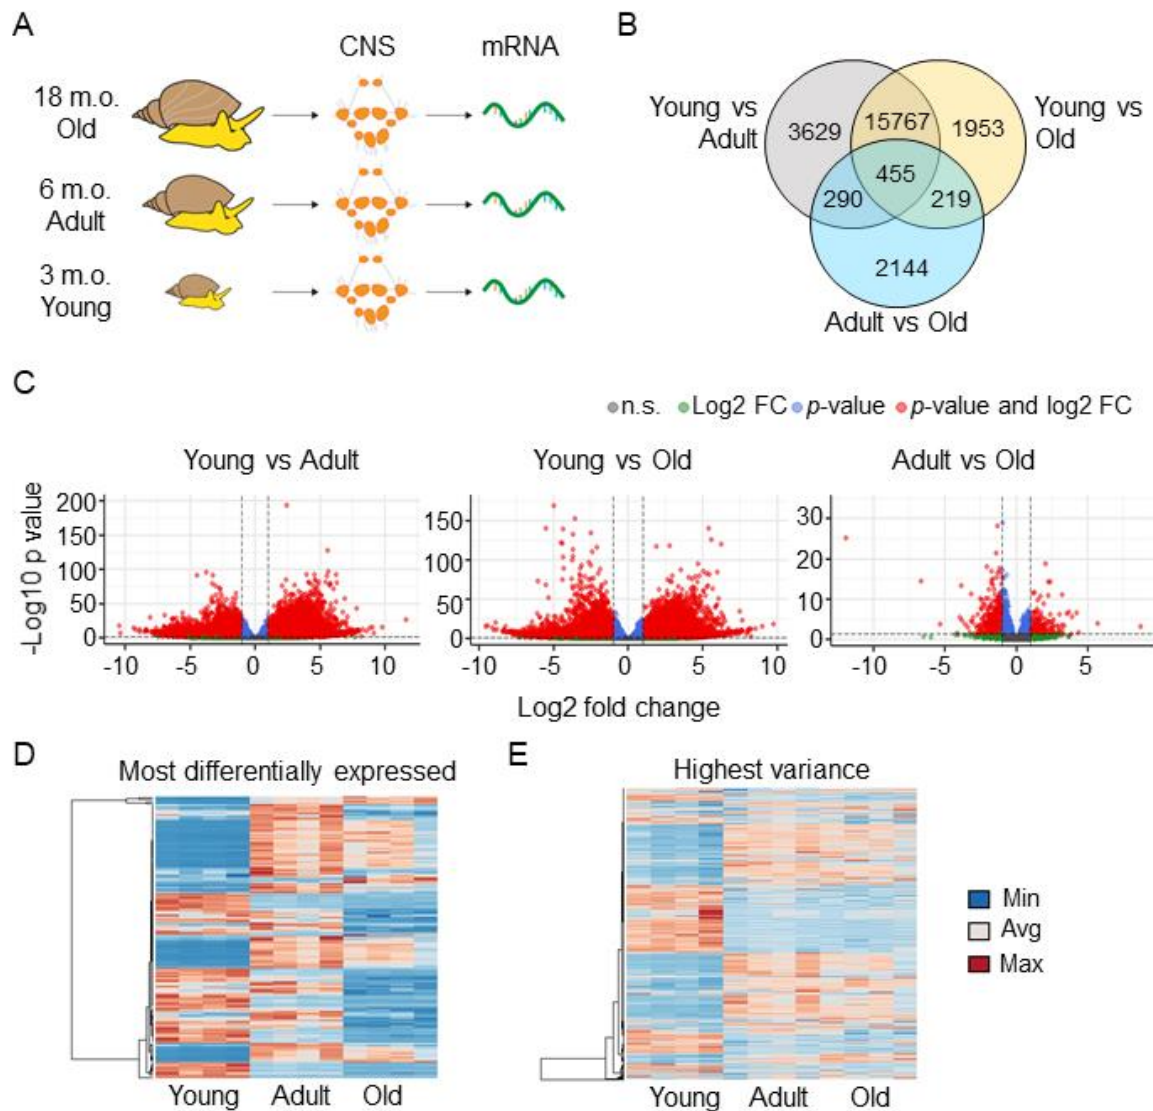 A
CNS
mRNA
18 m.o.
Old
6 m.o.
Adult
3 m.o.
Young
B
Young vs
Adult
Young vs
Old
3629
15767
1953
455
290
219
2144
Adult vs Old
C
n.s.
Log2 FC
p-value
p-value and log2 FC
Young vs Adult
Young vs Old
Adult vs Old
-Log10 p value
200
150
100
50
0
-10
-5
0
5
10
150
100
50
0
-10
-5
0
5
10
30
20
10
0
-10
-5
0
5
Log2 fold change
D
Most differentially expressed
Young
Adult
Old
E
Highest variance
Young
Adult
Old
Min
Avg
Max